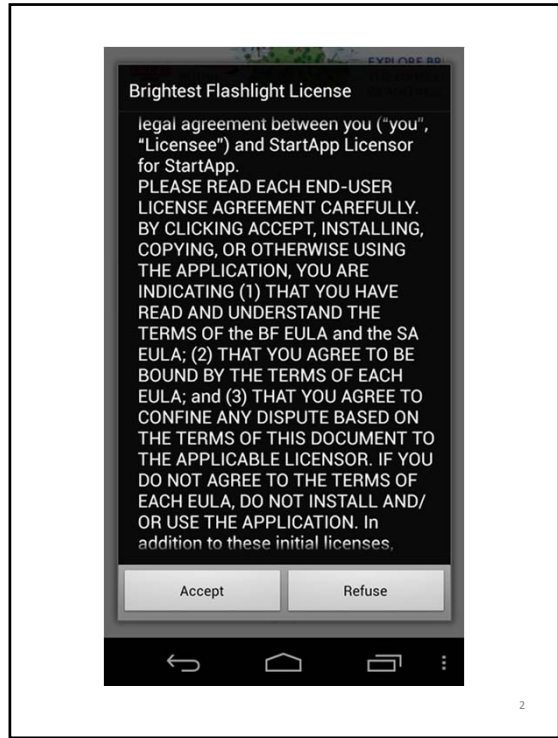 EXPLORE BR
Brightest Flashlight License
legal agreement between you (“you”,
“Licensee”) and StartApp Licensor
for StartApp.
PLEASE READ EACH END-USER
LICENSE AGREEMENT CAREFULLY.
BY CLICKING ACCEPT, INSTALLING,
COPYING, OR OTHERWISE USING
THE APPLICATION, YOU ARE
INDICATING (1) THAT YOU HAVE
READ AND UNDERSTAND THE
TERMS OF the BF EULA and the SA
EULA; (2) THAT YOU AGREE TO BE
BOUND BY THE TERMS OF EACH
EULA; and (3) THAT YOU AGREE TO
CONFINE ANY DISPUTE BASED ON
THE TERMS OF THIS DOCUMENT TO
THE APPLICABLE LICENSOR. IF YOU
DO NOT AGREE TO THE TERMS OF
EACH EULA, DO NOT INSTALL AND/
OR USE THE APPLICATION. In
addition to these initial licenses,
Accept
Refuse
2